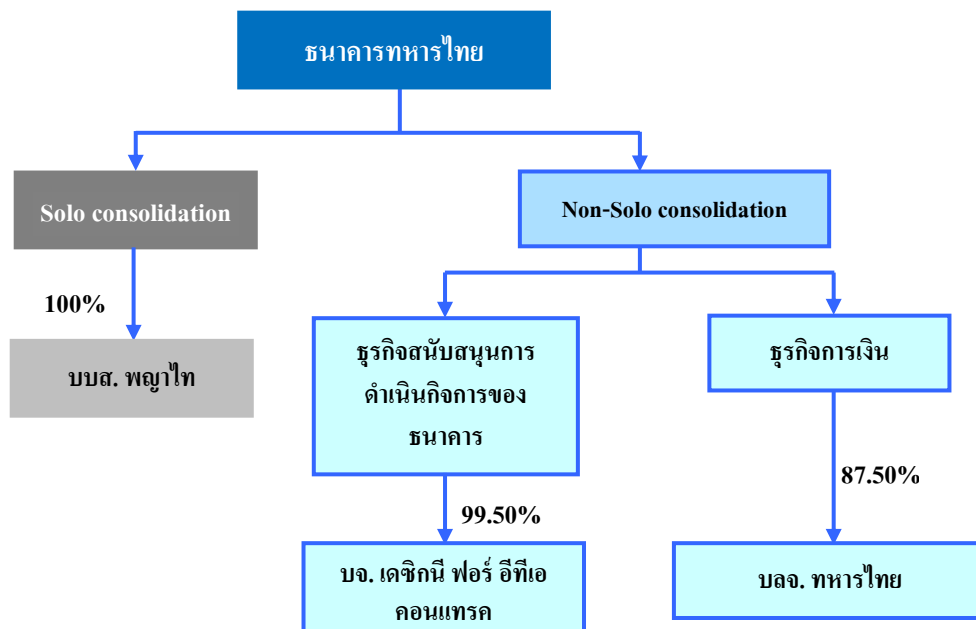 ธนาคารทหารไทย
Solo consolidation
Non-Solo consolidation
100%
บบส. พญาไท
ธุรกิจสนับสนุนการ
ดำเนินกิจการของ
ธนาคาร
ธุรกิจการเงิน
99.50%
87.50%
บจ. เดซิกนี ฟอร์ อีทีเอ
คอนแทรค
บลจ. ทหารไทย